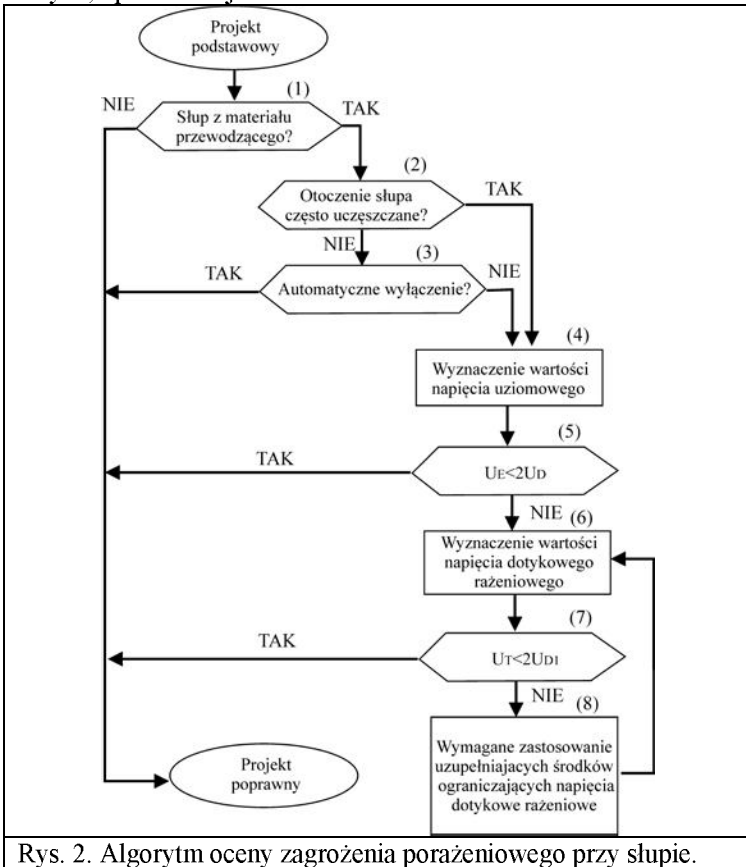 Projekt
podstawowy
(1)
NIE
TAK
Słup z materiału
przewodzącego?
(2)
Otoczenie słupa
często uczęszczane?
TAK
NIE
(3)
TAK
NIE
Automatyczne wyłączenie?
(4)
Wyznaczenie wartości
napięcia uziomowego
(5)
TAK
UE<2UD
NIE
(6)
Wyznaczenie wartości
napięcia dotykowego
rażeniowego
(7)
TAK
UT<2UD1
NIE
(8)
Wymagane zastosowanie
uzupełniajacych środków
ograniczających napięcia
dotykowe rażeniowe
Projekt
poprawny
Rys. 2. Algorytm oceny zagrożenia porażeniowego przy słupie.